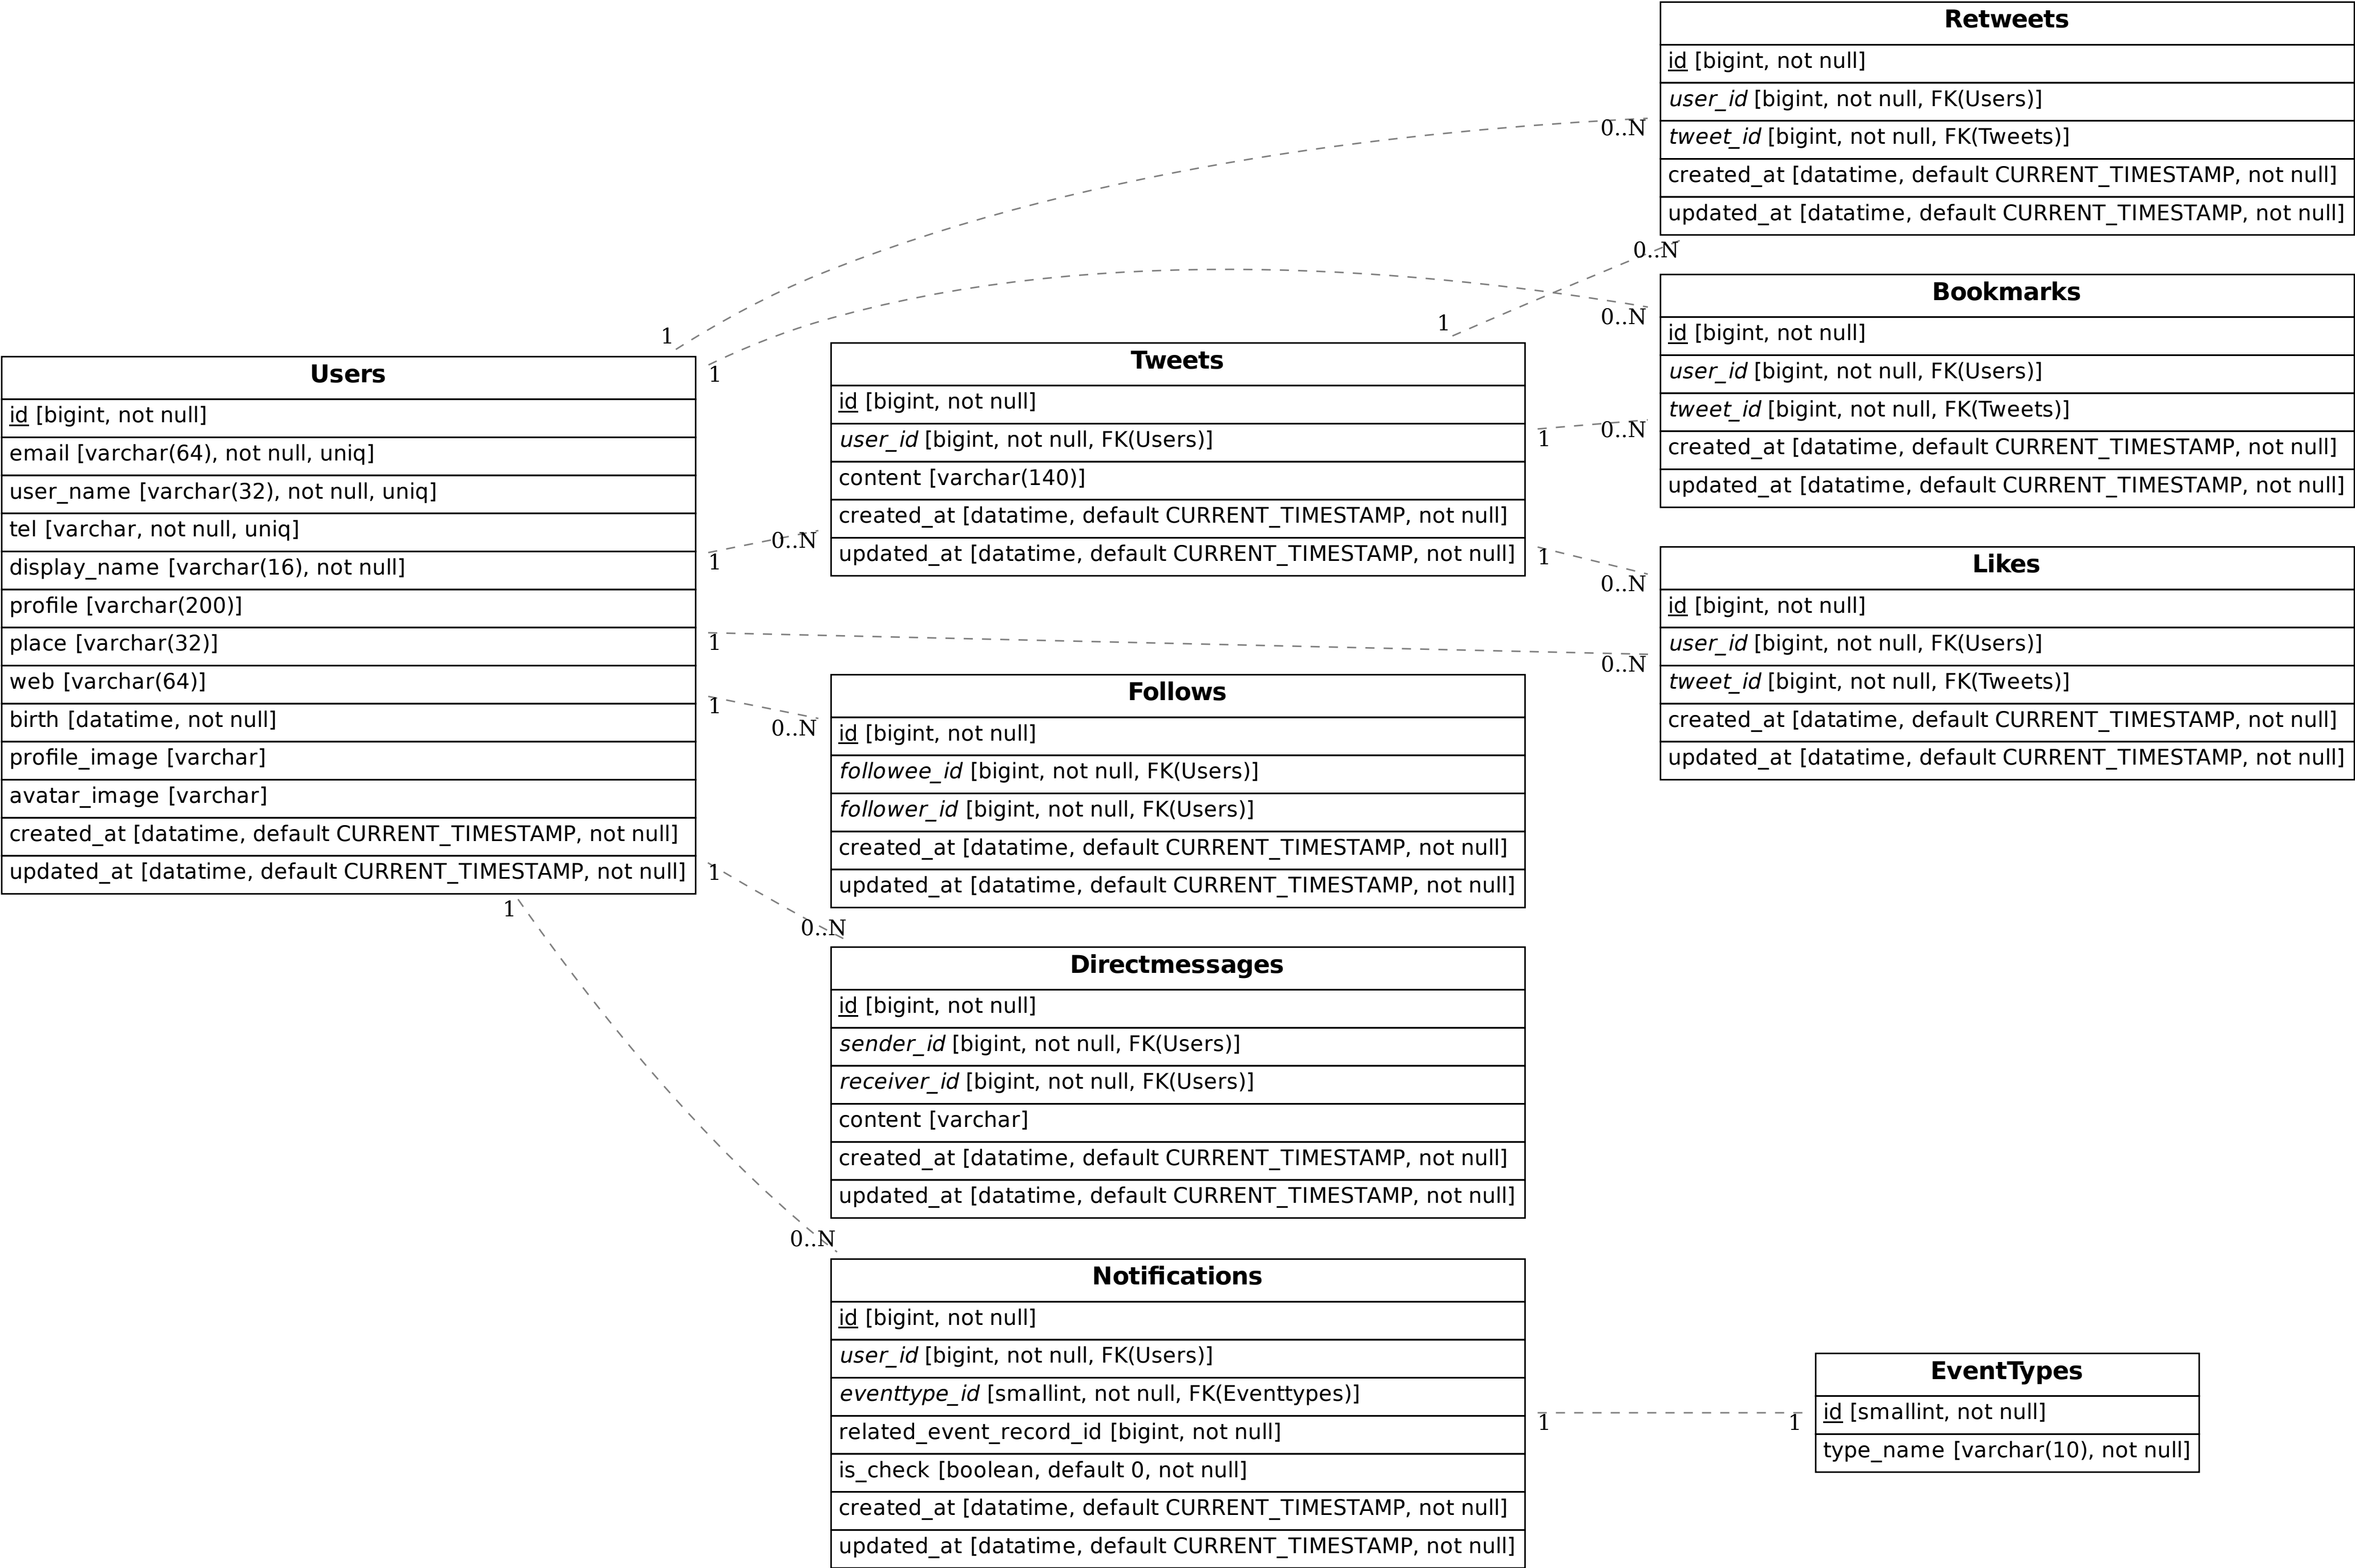 Retweets
id [bigint, not null]
user_id [bigint, not null, FK(Users)]
tweet_id [bigint, not null, FK(Tweets)]
created_at [datatime, default CURRENT_TIMESTAMP, not null]
updated_at [datatime, default CURRENT_TIMESTAMP, not null]
0..N
0..N
Bookmarks
id [bigint, not null]
user_id [bigint, not null, FK(Users)]
tweet_id [bigint, not null, FK(Tweets)]
created_at [datatime, default CURRENT_TIMESTAMP, not null]
updated_at [datatime, default CURRENT_TIMESTAMP, not null]
0..N
0..N
1
1
1
Users
id [bigint, not null]
email [varchar(64), not null, uniq]
user_name [varchar(32), not null, uniq]
tel [varchar, not null, uniq]
display_name [varchar(16), not null]
profile [varchar(200)]
place [varchar(32)]
web [varchar(64)]
birth [datatime, not null]
profile_image [varchar]
avatar_image [varchar]
created_at [datatime, default CURRENT_TIMESTAMP, not null]
updated_at [datatime, default CURRENT_TIMESTAMP, not null]
Tweets
id [bigint, not null]
user_id [bigint, not null, FK(Users)]
content [varchar(140)]
created_at [datatime, default CURRENT_TIMESTAMP, not null]
updated_at [datatime, default CURRENT_TIMESTAMP, not null]
1
1
1
0..N
Likes
id [bigint, not null]
user_id [bigint, not null, FK(Users)]
tweet_id [bigint, not null, FK(Tweets)]
created_at [datatime, default CURRENT_TIMESTAMP, not null]
updated_at [datatime, default CURRENT_TIMESTAMP, not null]
0..N
1
0..N
1
0..N
Follows
id [bigint, not null]
followee_id [bigint, not null, FK(Users)]
follower_id [bigint, not null, FK(Users)]
created_at [datatime, default CURRENT_TIMESTAMP, not null]
updated_at [datatime, default CURRENT_TIMESTAMP, not null]
1
0..N
Directmessages
id [bigint, not null]
sender_id [bigint, not null, FK(Users)]
receiver_id [bigint, not null, FK(Users)]
content [varchar]
created_at [datatime, default CURRENT_TIMESTAMP, not null]
updated_at [datatime, default CURRENT_TIMESTAMP, not null]
1
0..N
Notifications
id [bigint, not null]
user_id [bigint, not null, FK(Users)]
eventtype_id [smallint, not null, FK(Eventtypes)]
related_event_record_id [bigint, not null]
is_check [boolean, default 0, not null]
created_at [datatime, default CURRENT_TIMESTAMP, not null]
updated_at [datatime, default CURRENT_TIMESTAMP, not null]
1
1
EventTypes
id [smallint, not null]
type_name [varchar(10), not null]